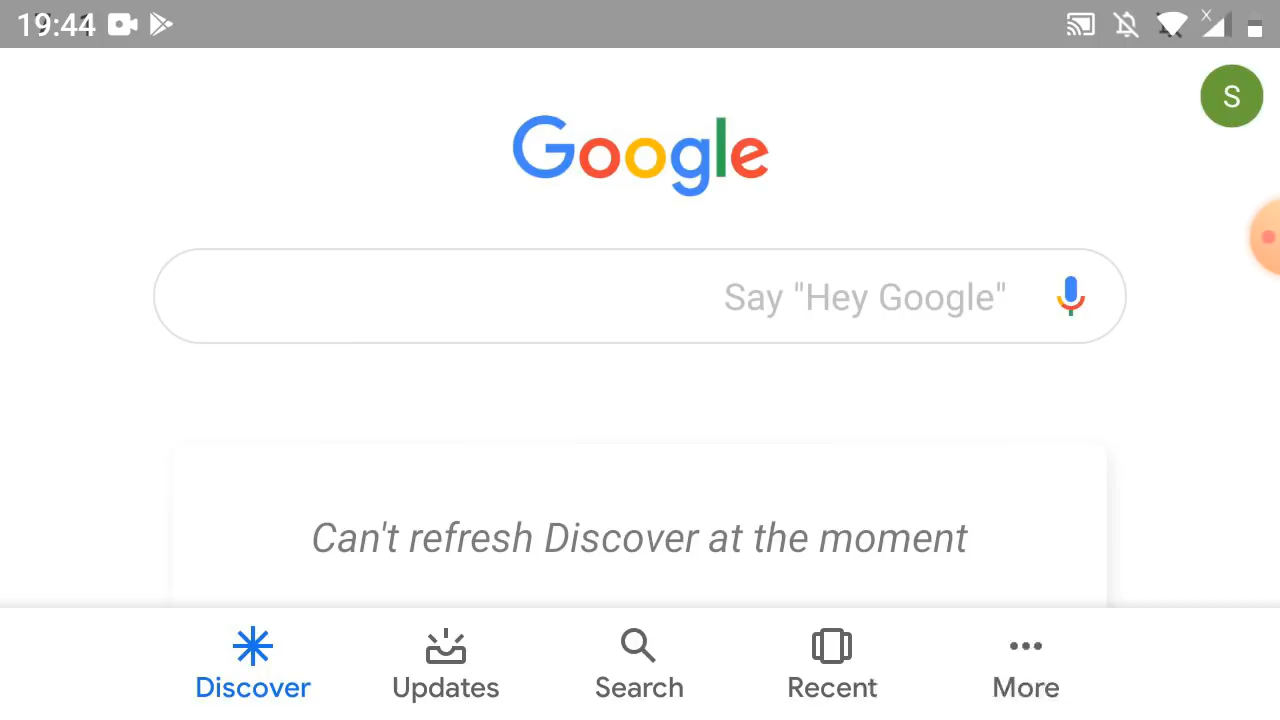 19:44
S
Google
Say "Hey Google"
Can't refresh Discover at the moment
Discover Updates Search Recent More